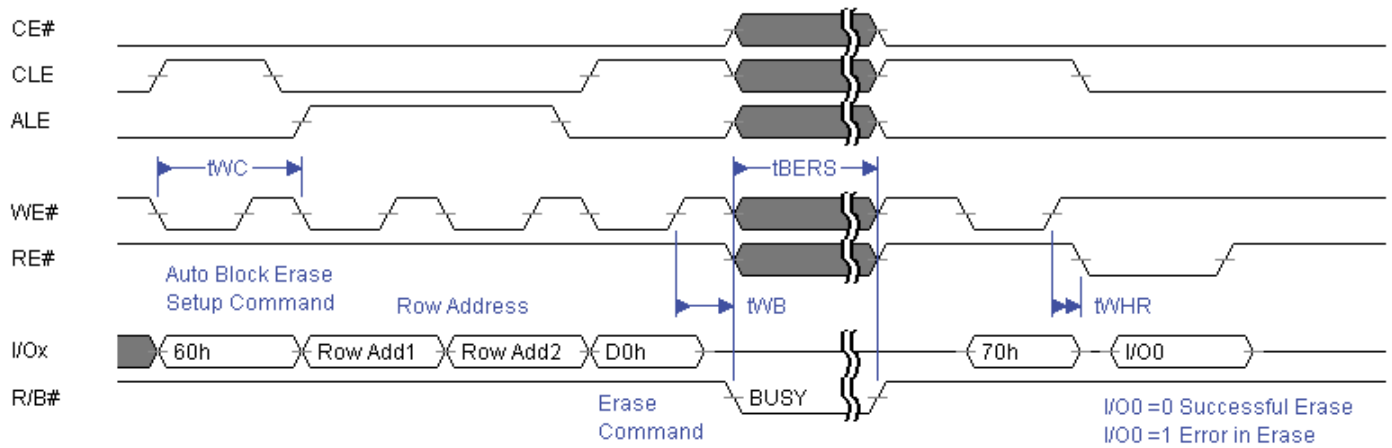 CE#
CLE
ALE
tWC
tBERS
WE#
RE#
Auto Block Erase
Setup Command
Row Address
tWB
tWHR
I/Ox
60h
Row Add1
Row Add2
D0h
70h
I/O0
R/B#
BUSY
Erase
Command
I/O0 =0 Successful Erase
I/O0 =1 Error in Erase